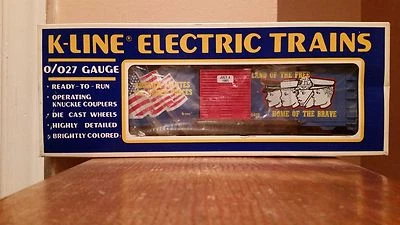 K-LINE® ELECTRIC TRAINS
O/O27 GAUGE
• READY-TO-RUN
• OPERATING
KNUCKLE COUPLERS
• DIE CAST WHEELS
• HIGHLY DETAILED
• BRIGHTLY COLORED
LAND OF THE FREE
HOME OF THE BRAVE